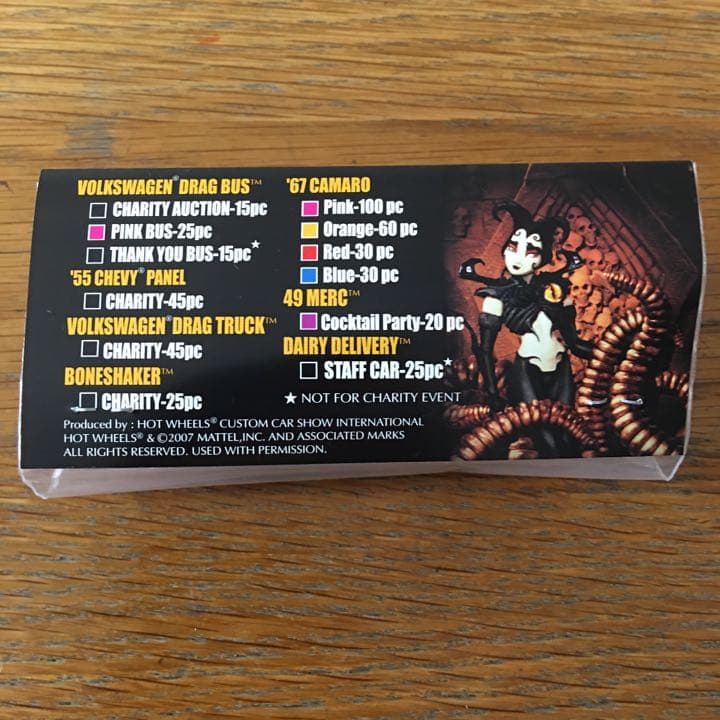 VOLKSWAGEN® DRAG BUS™
CHARITY AUCTION-15pc
PINK BUS-25pc
THANK YOU BUS-15pc★
'55 CHEVY® PANEL
CHARITY-45pc
VOLKSWAGEN® DRAG TRUCK™
CHARITY-45pc
BONESHAKER™
CHARITY-25pc
'67 CAMARO
Pink-100 pc
Orange-60 pc
Red-30 pc
Blue-30 pc
49 MERC™
Cocktail Party-20 pc
DAIRY DELIVERY™
STAFF CAR-25pc★
★ NOT FOR CHARITY EVENT
Produced by : HOT WHEELS® CUSTOM CAR SHOW INTERNATIONAL
HOT WHEELS® & ©2007 MATTEL,INC. AND ASSOCIATED MARKS
ALL RIGHTS RESERVED. USED WITH PERMISSION.